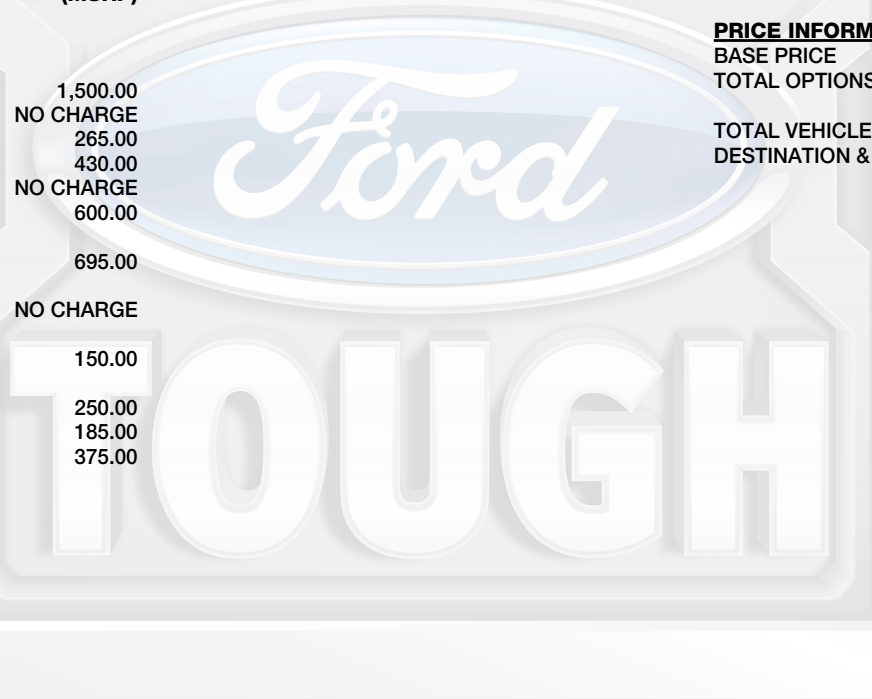 (MSRP)
1,500.00
NO CHARGE
265.00
430.00
NO CHARGE
600.00
695.00
NO CHARGE
150.00
250.00
185.00
375.00
PRICE INFORM
BASE PRICE
TOTAL OPTIONS
TOTAL VEHICLE
DESTINATION &
Ford
TOUGH